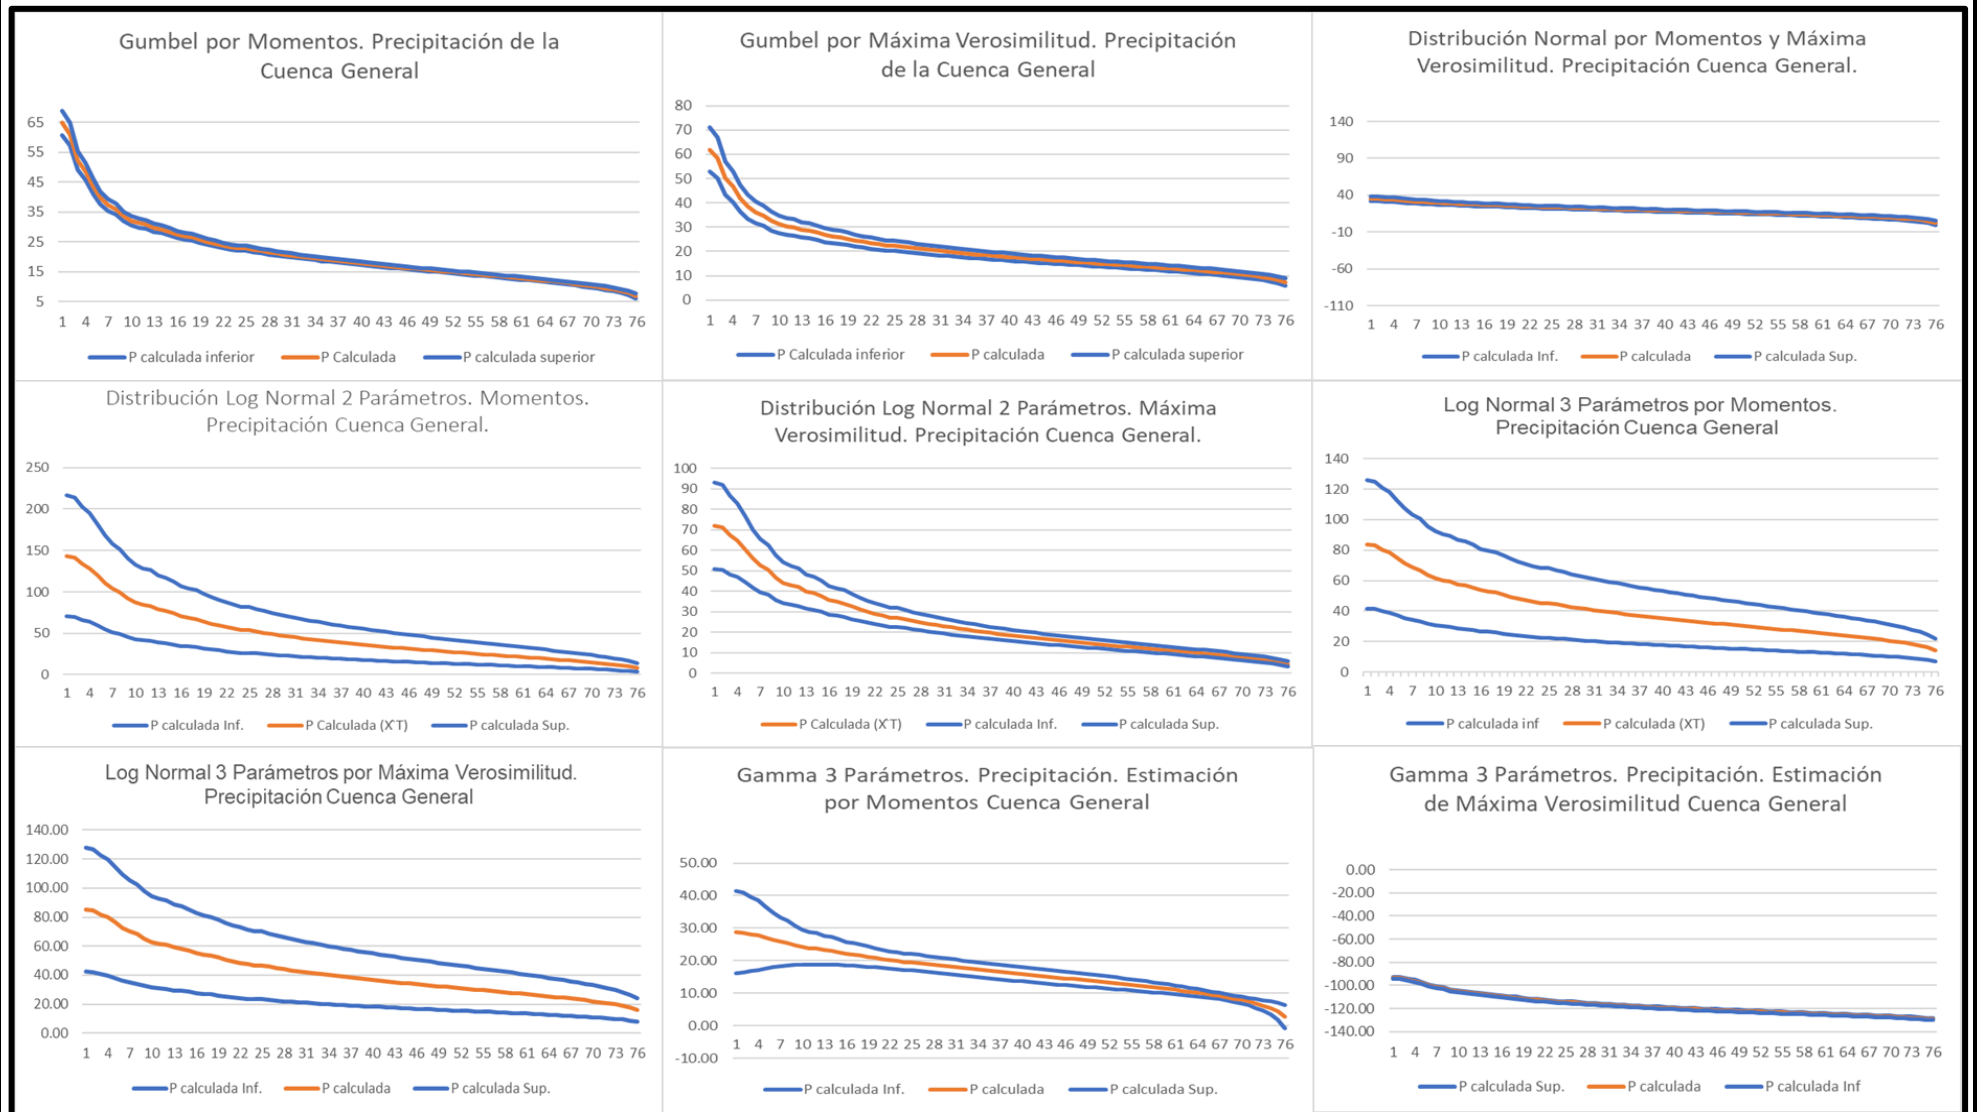 Gumbel por Momentos. Precipitación de la
Cuenca General
65
55
45
35
25
15
5
1 4 7 10 13 16 19 22 25 28 31 34 37 40 43 46 49 52 55 58 61 64 67 70 73 76
P calculada inferior P Calculada P calculada superior
Gumbel por Máxima Verosimilitud. Precipitación
de la Cuenca General
80
70
60
50
40
30
20
10
0
1 4 7 10 13 16 19 22 25 28 31 34 37 40 43 46 49 52 55 58 61 64 67 70 73 76
P Calculada inferior P calculada P calculada superior
Distribución Normal por Momentos y Máxima
Verosimilitud. Precipitación Cuenca General.
140
90
40
-10
-60
-110
1 4 7 10 13 16 19 22 25 28 31 34 37 40 43 46 49 52 55 58 61 64 67 70 73 76
P calculada Inf. P calculada P calculada Sup.
Distribución Log Normal 2 Parámetros. Momentos.
Precipitación Cuenca General.
250
200
150
100
50
0
1 4 7 10 13 16 19 22 25 28 31 34 37 40 43 46 49 52 55 58 61 64 67 70 73 76
P calculada Inf. P Calculada (XT) P calculada Sup.
Distribución Log Normal 2 Parámetros. Máxima
Verosimilitud. Precipitación Cuenca General.
100
90
80
70
60
50
40
30
20
10
0
1 4 7 10 13 16 19 22 25 28 31 34 37 40 43 46 49 52 55 58 61 64 67 70 73 76
P Calculada (XT) P calculada Inf. P calculada Sup.
Log Normal 3 Parámetros por Momentos.
Precipitación Cuenca General
140
120
100
80
60
40
20
0
1 4 7 10 13 16 19 22 25 28 31 34 37 40 43 46 49 52 55 58 61 64 67 70 73 76
P calculada inf P calculada (XT) P calculada Sup.
Log Normal 3 Parámetros por Máxima Verosimilitud.
Precipitación Cuenca General
140.00
120.00
100.00
80.00
60.00
40.00
20.00
0.00
1 4 7 10 13 16 19 22 25 28 31 34 37 40 43 46 49 52 55 58 61 64 67 70 73 76
P calculada Inf. P calculada P calculada Sup.
Gamma 3 Parámetros. Precipitación. Estimación
por Momentos Cuenca General
50.00
40.00
30.00
20.00
10.00
0.00
-10.00
1 4 7 10 13 16 19 22 25 28 31 34 37 40 43 46 49 52 55 58 61 64 67 70 73 76
P calculada Inf. P calculada P calculada Sup.
Gamma 3 Parámetros. Precipitación. Estimación
de Máxima Verosimilitud Cuenca General
0.00
-20.00
-40.00
-60.00
-80.00
-100.00
-120.00
-140.00
1 4 7 10 13 16 19 22 25 28 31 34 37 40 43 46 49 52 55 58 61 64 67 70 73 76
P calculada Sup. P calculada P calculada Inf